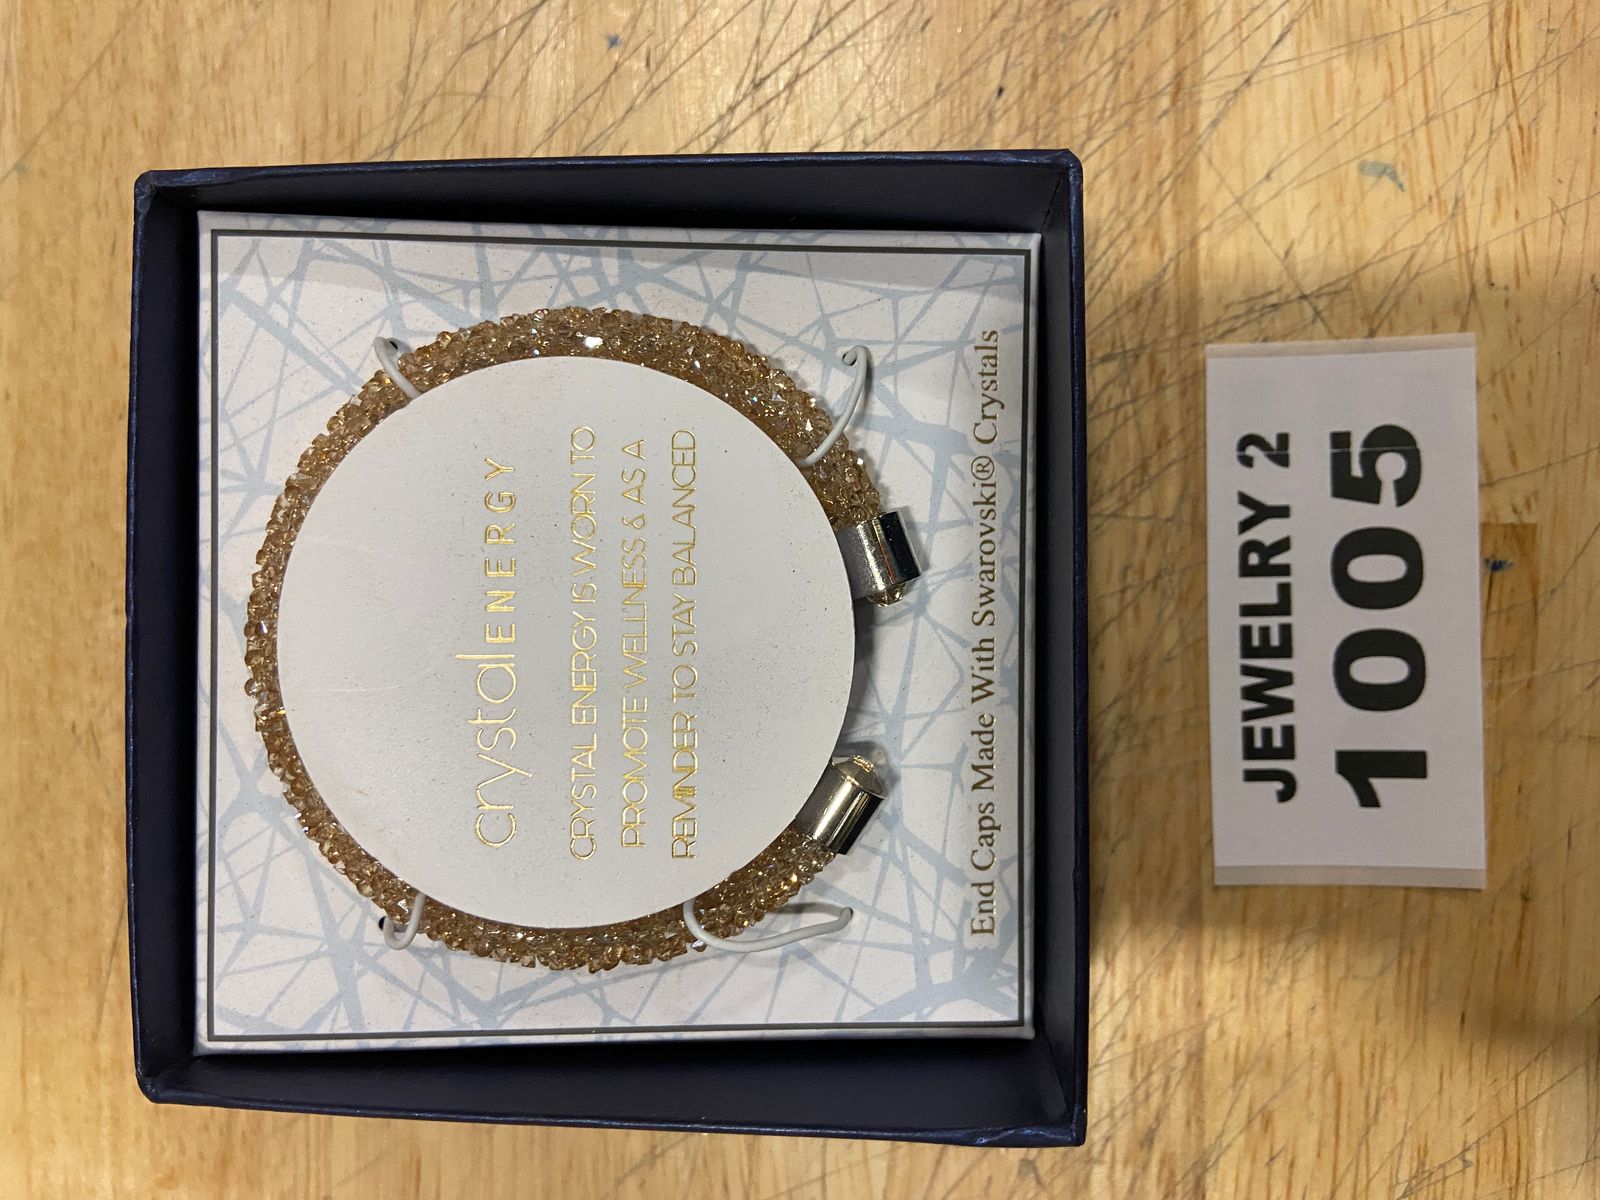 crystalENERGY
CRYSTAL ENERGY IS WORN TO
PROMOTE WELLNESS & AS A
REMINDER TO STAY BALANCED.
End Caps Made With Swarovski® Crystals
JEWELRY 2
1005